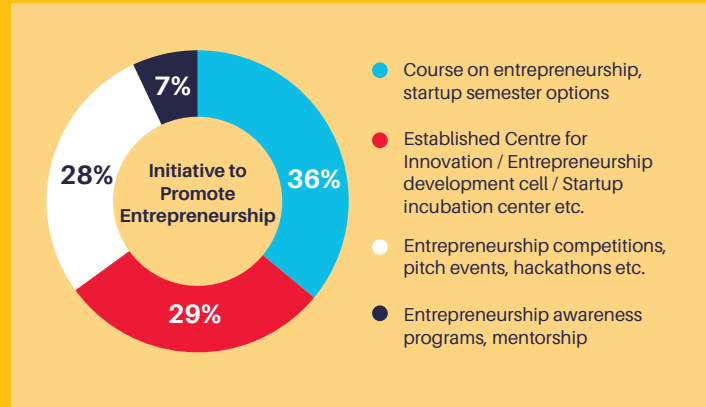 7%
28%
36%
29%
Initiative to
Promote
Entrepreneurship
Course on entrepreneurship,
startup semester options
Established Centre for
Innovation / Entrepreneurship
development cell / Startup
incubation center etc.
Entrepreneurship competitions,
pitch events, hackathons etc.
Entrepreneurship awareness
programs, mentorship